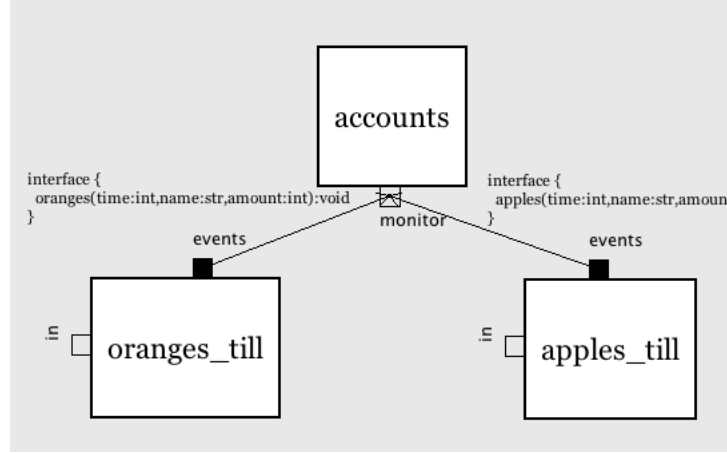 accounts
interface {
oranges(time:int,name:str,amount:int):void
}
interface {
apples(time:int,name:str,amoun
}
monitor
events
events
in
oranges_till
in
apples_till